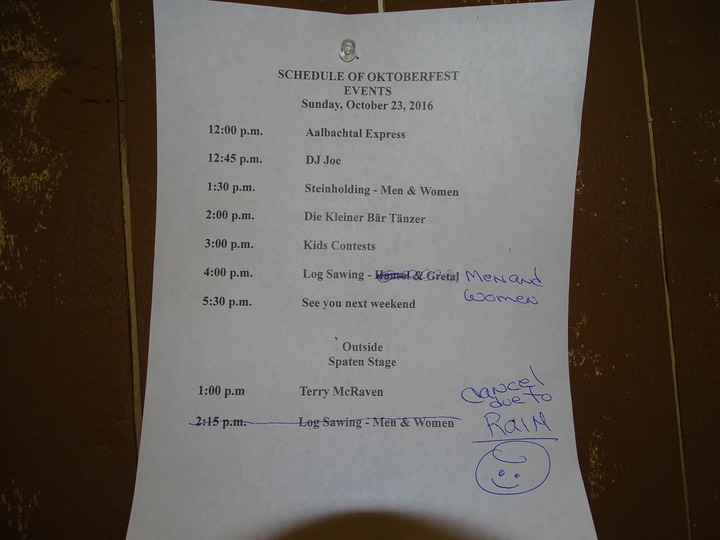 SCHEDULE OF OKTOBERFEST
EVENTS
Sunday, October 23, 2016
12:00 p.m. Aalbachtal Express
12:45 p.m. DJ Joe
1:30 p.m. Steinholding - Men & Women
2:00 p.m. Die Kleiner Bär Tänzer
3:00 p.m. Kids Contests
4:00 p.m. Log Sawing - Hansel & Gretal Men and
Women
5:30 p.m. See you next weekend
Outside
Spaten Stage
1:00 p.m Terry McRaven
2:15 p.m. Log Sawing - Men & Women
Cancel
due to
RAIN